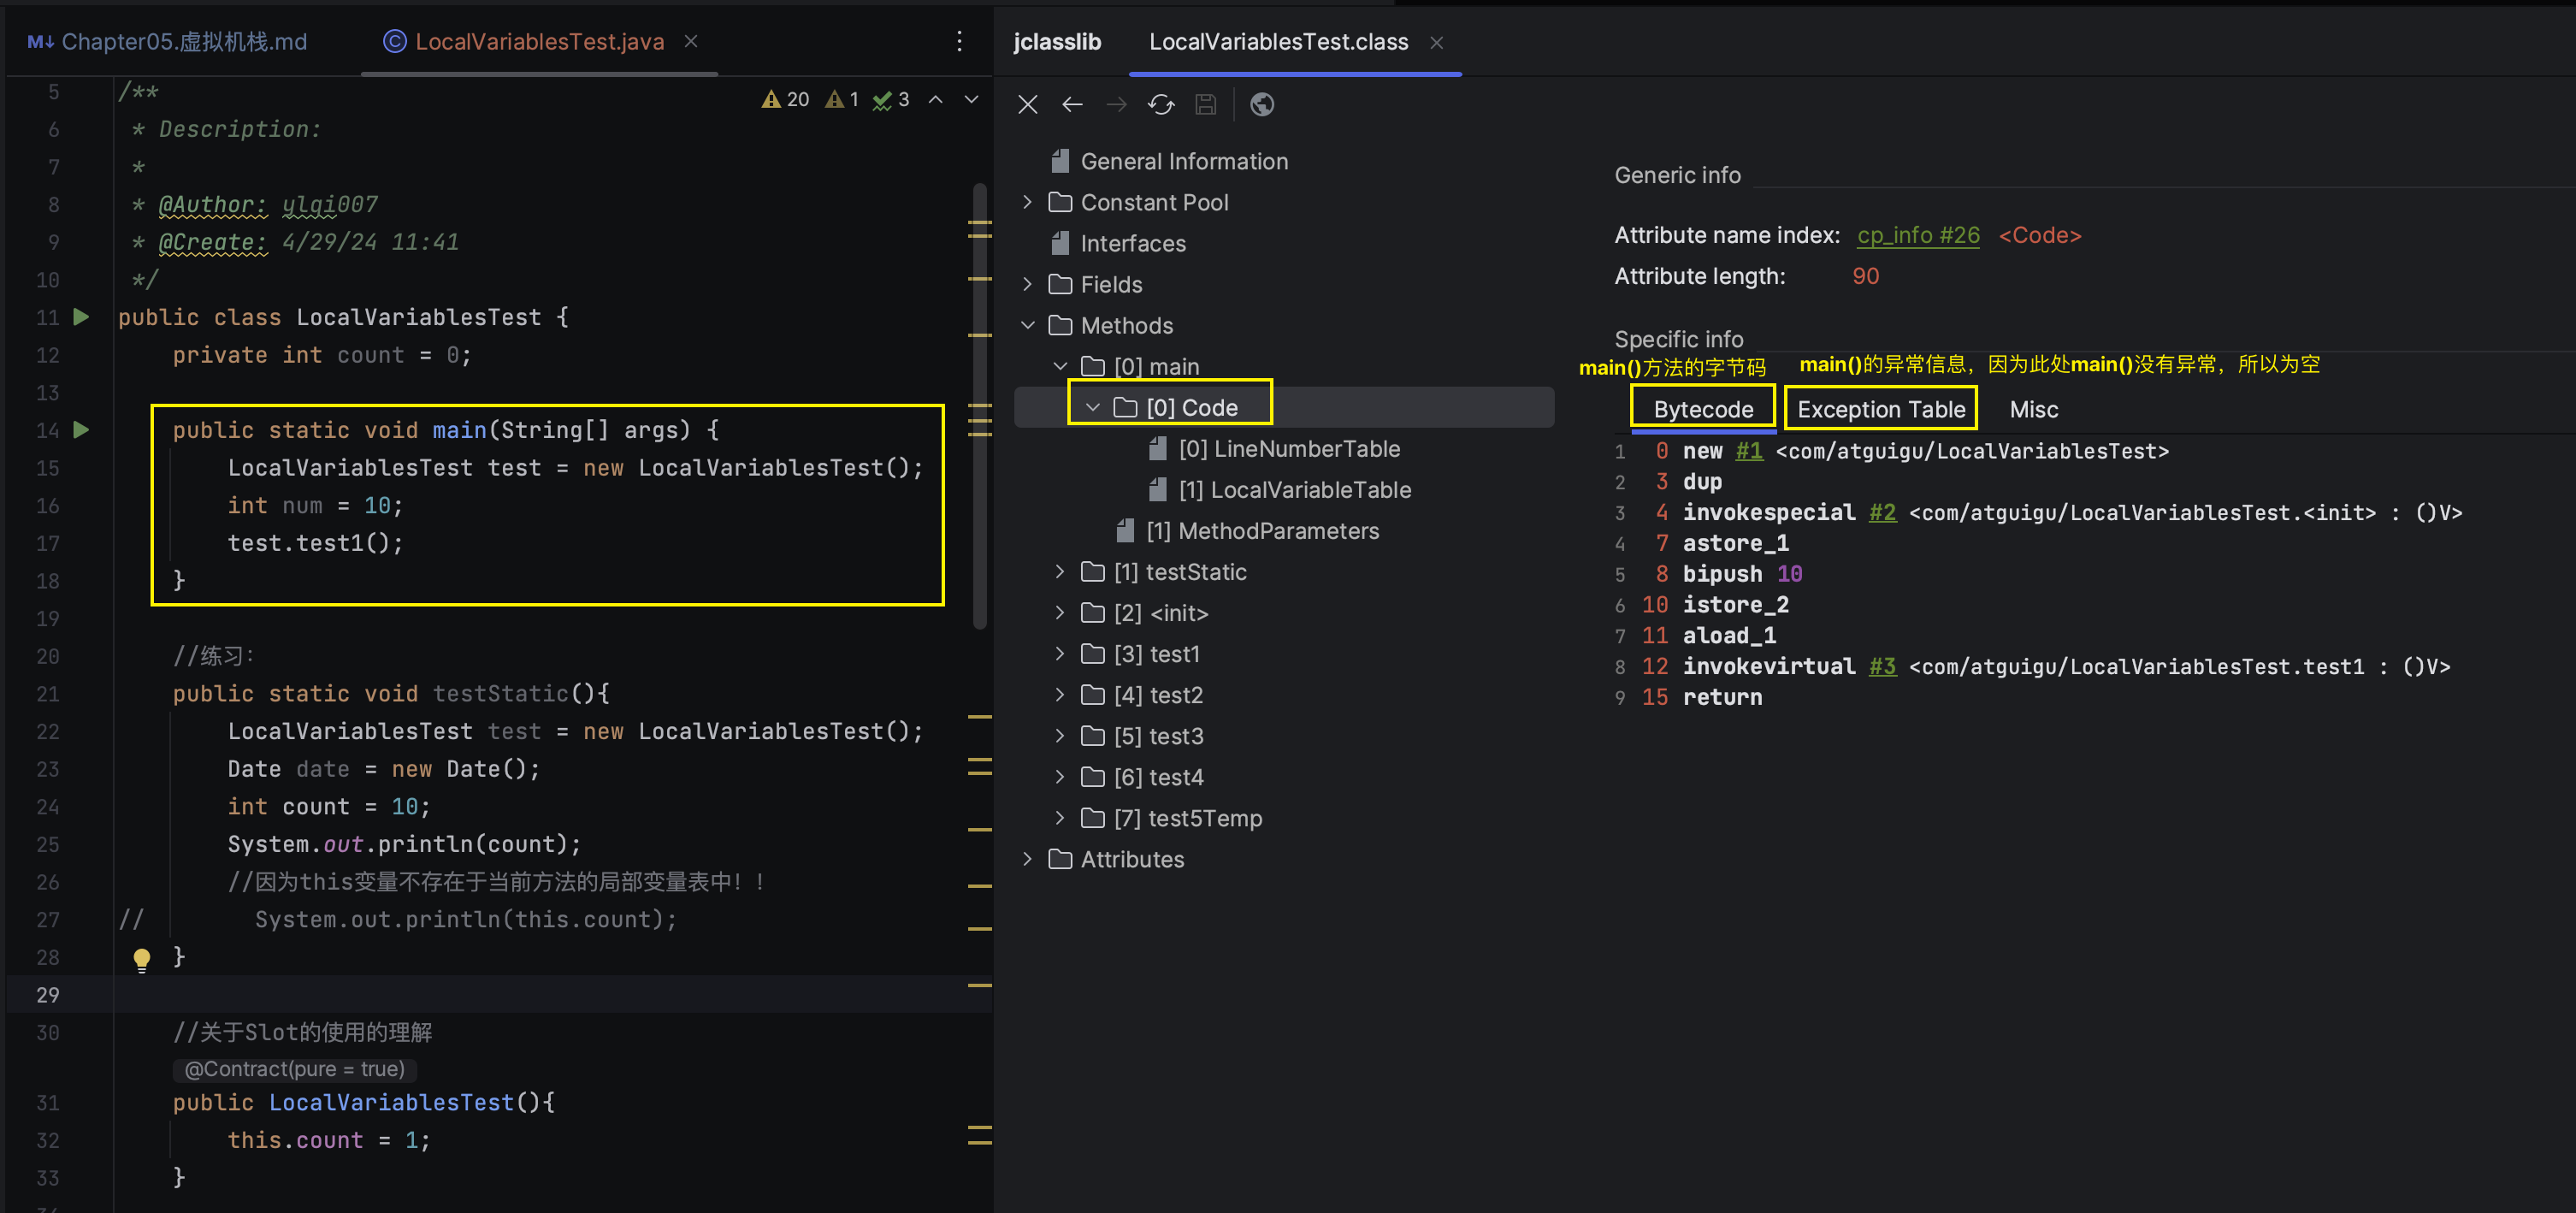 M↓ Chapter05.虚拟机栈.md
LocalVariablesTest.java
20 1 3
5 /**
6 * Description:
7 *
8 * @Author: ylqi007
9 * @Create: 4/29/24 11:41
10 */
11 public class LocalVariablesTest {
12 private int count = 0;
13
14 public static void main(String[] args) {
15 LocalVariablesTest test = new LocalVariablesTest();
16 int num = 10;
17 test.test1();
18 }
19
20 //练习：
21 public static void testStatic(){
22 LocalVariablesTest test = new LocalVariablesTest();
23 Date date = new Date();
24 int count = 10;
25 System.out.println(count);
26 //因为this变量不存在于当前方法的局部变量表中！！
27 // System.out.println(this.count);
28 }
29
30 //关于Slot的使用的理解
@Contract(pure = true)
31 public LocalVariablesTest(){
32 this.count = 1;
33 }
jclasslib
LocalVariablesTest.class
General Information
Constant Pool
Interfaces
Fields
Methods
[0] main
[0] Code
[0] LineNumberTable
[1] LocalVariableTable
[1] MethodParameters
[1] testStatic
[2] <init>
[3] test1
[4] test2
[5] test3
[6] test4
[7] test5Temp
Attributes
Generic info
Attribute name index: cp_info #26 <Code>
Attribute length: 90
Specific info
main()方法的字节码
main()的异常信息，因为此处main()没有异常，所以为空
Bytecode Exception Table Misc
1 0 new #1 <com/atguigu/LocalVariablesTest>
2 3 dup
3 4 invokespecial #2 <com/atguigu/LocalVariablesTest.<init> : ()V>
4 7 astore_1
5 8 bipush 10
6 10 istore_2
7 11 aload_1
8 12 invokevirtual #3 <com/atguigu/LocalVariablesTest.test1 : ()V>
9 15 return